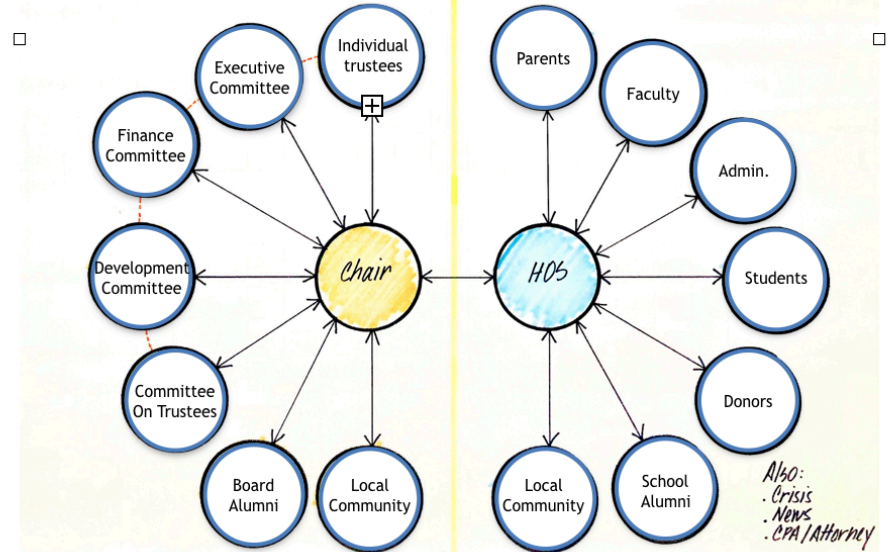 Individual
trustees
Executive
Committee
Finance
Committee
Development
Committee
Committee
On Trustees
Board
Alumni
Local
Community
Chair
HOS
Parents
Faculty
Admin.
Students
Donors
School
Alumni
Local
Community
Also:
. Crisis
. News
. CPA/Attorney